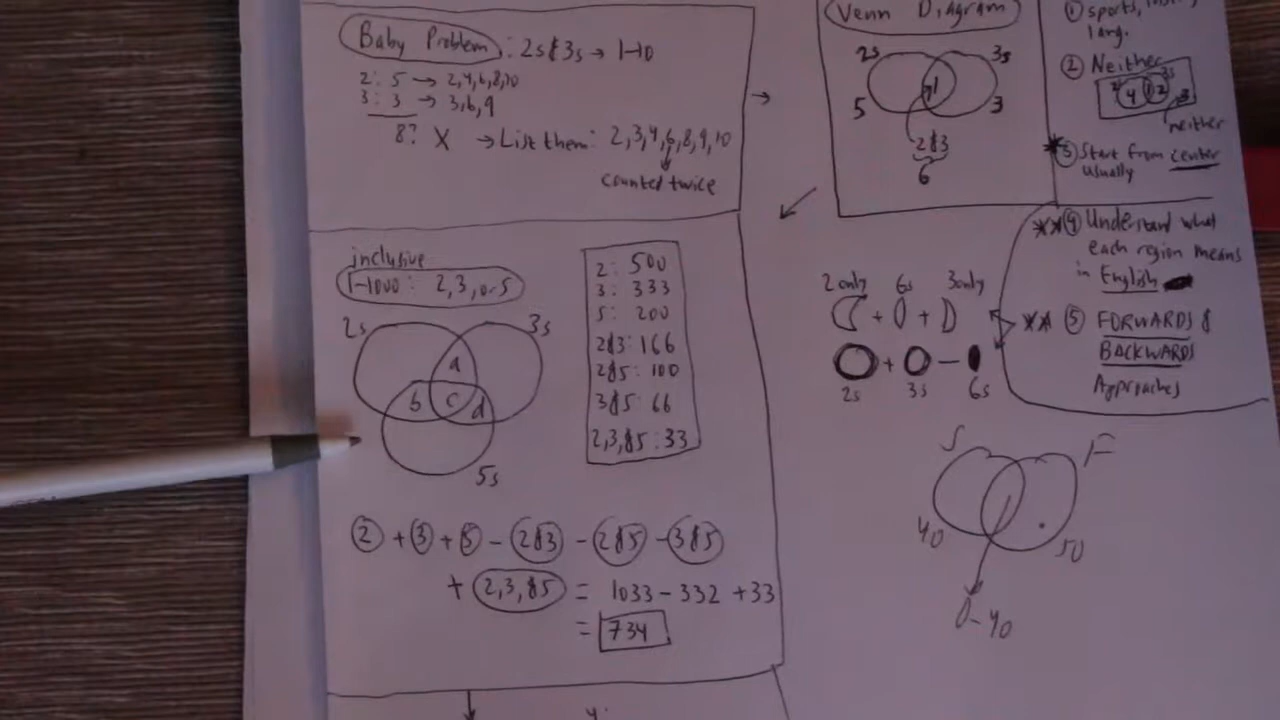 Baby Problem : 2s&3s → 1-10
2: 5 → 2,4,6,8,10
3: 3 → 3,6,9
8? X → List them: 2,3,4,6,8,9,10
counted twice
Venn Diagram
2s 3s
1
5 3
2&3
6
① sports,
lang.
② Neither
2s 3s
4 1 2
3
neither
* ③ Start from center
usually
** ④ Understand what
each region means
in English
** ⑤ FORWARDS &
BACKWARDS
Approaches
2 only 6s 3 only
+ +
+ −
2s 3s 6s
inclusive
1-1000: 2,3,or 5
2s 3s
a
b c d
5s
2: 500
3: 333
5: 200
2&3: 166
2&5: 100
3&5: 66
2,3,&5: 33
② + ③ + ⑤ − 2&3 − 2&5 − 3&5
+ 2,3,&5 = 1033 − 332 + 33
= 734
S F
40 50
0-40